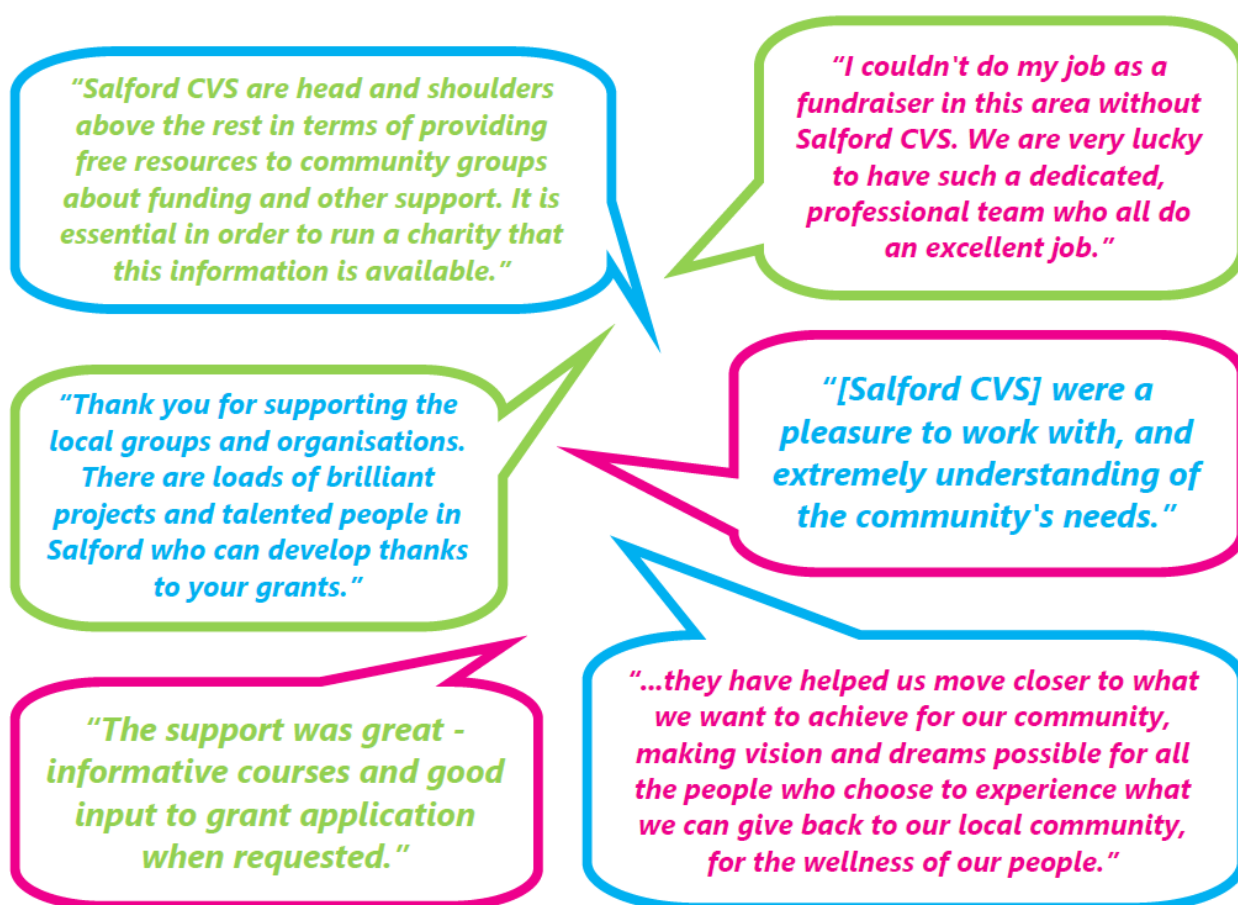 “Salford CVS are head and shoulders
above the rest in terms of providing
free resources to community groups
about funding and other support. It is
essential in order to run a charity that
this information is available.”
“I couldn't do my job as a
fundraiser in this area without
Salford CVS. We are very lucky
to have such a dedicated,
professional team who all do
an excellent job.”
“Thank you for supporting the
local groups and organisations.
There are loads of brilliant
projects and talented people in
Salford who can develop thanks
to your grants.”
“[Salford CVS] were a
pleasure to work with, and
extremely understanding of
the community's needs.”
“The support was great -
informative courses and good
input to grant application
when requested.”
“...they have helped us move closer to what
we want to achieve for our community,
making vision and dreams possible for all
the people who choose to experience what
we can give back to our local community,
for the wellness of our people.”